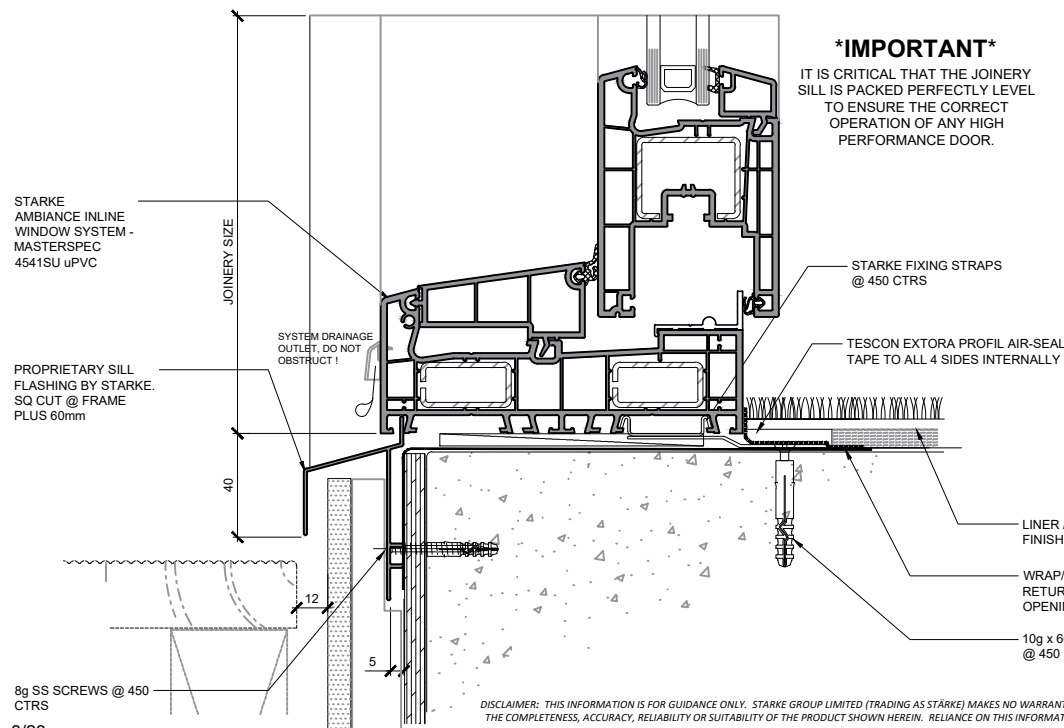 *IMPORTANT*
IT IS CRITICAL THAT THE JOINERY
SILL IS PACKED PERFECTLY LEVEL
TO ENSURE THE CORRECT
OPERATION OF ANY HIGH
PERFORMANCE DOOR.
STARKE
AMBIANCE INLINE
WINDOW SYSTEM -
MASTERSPEC
4541SU uPVC
JOINERY SIZE
STARKE FIXING STRAPS
@ 450 CTRS
SYSTEM DRAINAGE
OUTLET, DO NOT
OBSTRUCT !
TESCON EXTORA PROFIL AIR-SEAL
TAPE TO ALL 4 SIDES INTERNALLY
PROPRIETARY SILL
FLASHING BY STARKE.
SQ CUT @ FRAME
PLUS 60mm
40
LINER
FINISH
WRAP/
RETUR
OPENI
12
10g x 6
@ 450
5
8g SS SCREWS @ 450
CTRS
DISCLAIMER: THIS INFORMATION IS FOR GUIDANCE ONLY. STARKE GROUP LIMITED (TRADING AS STÄRKE) MAKES NO WARRA
THE COMPLETENESS, ACCURACY, RELIABILITY OR SUITABILITY OF THE PRODUCT SHOWN HEREIN. RELIANCE ON THIS INFORMA